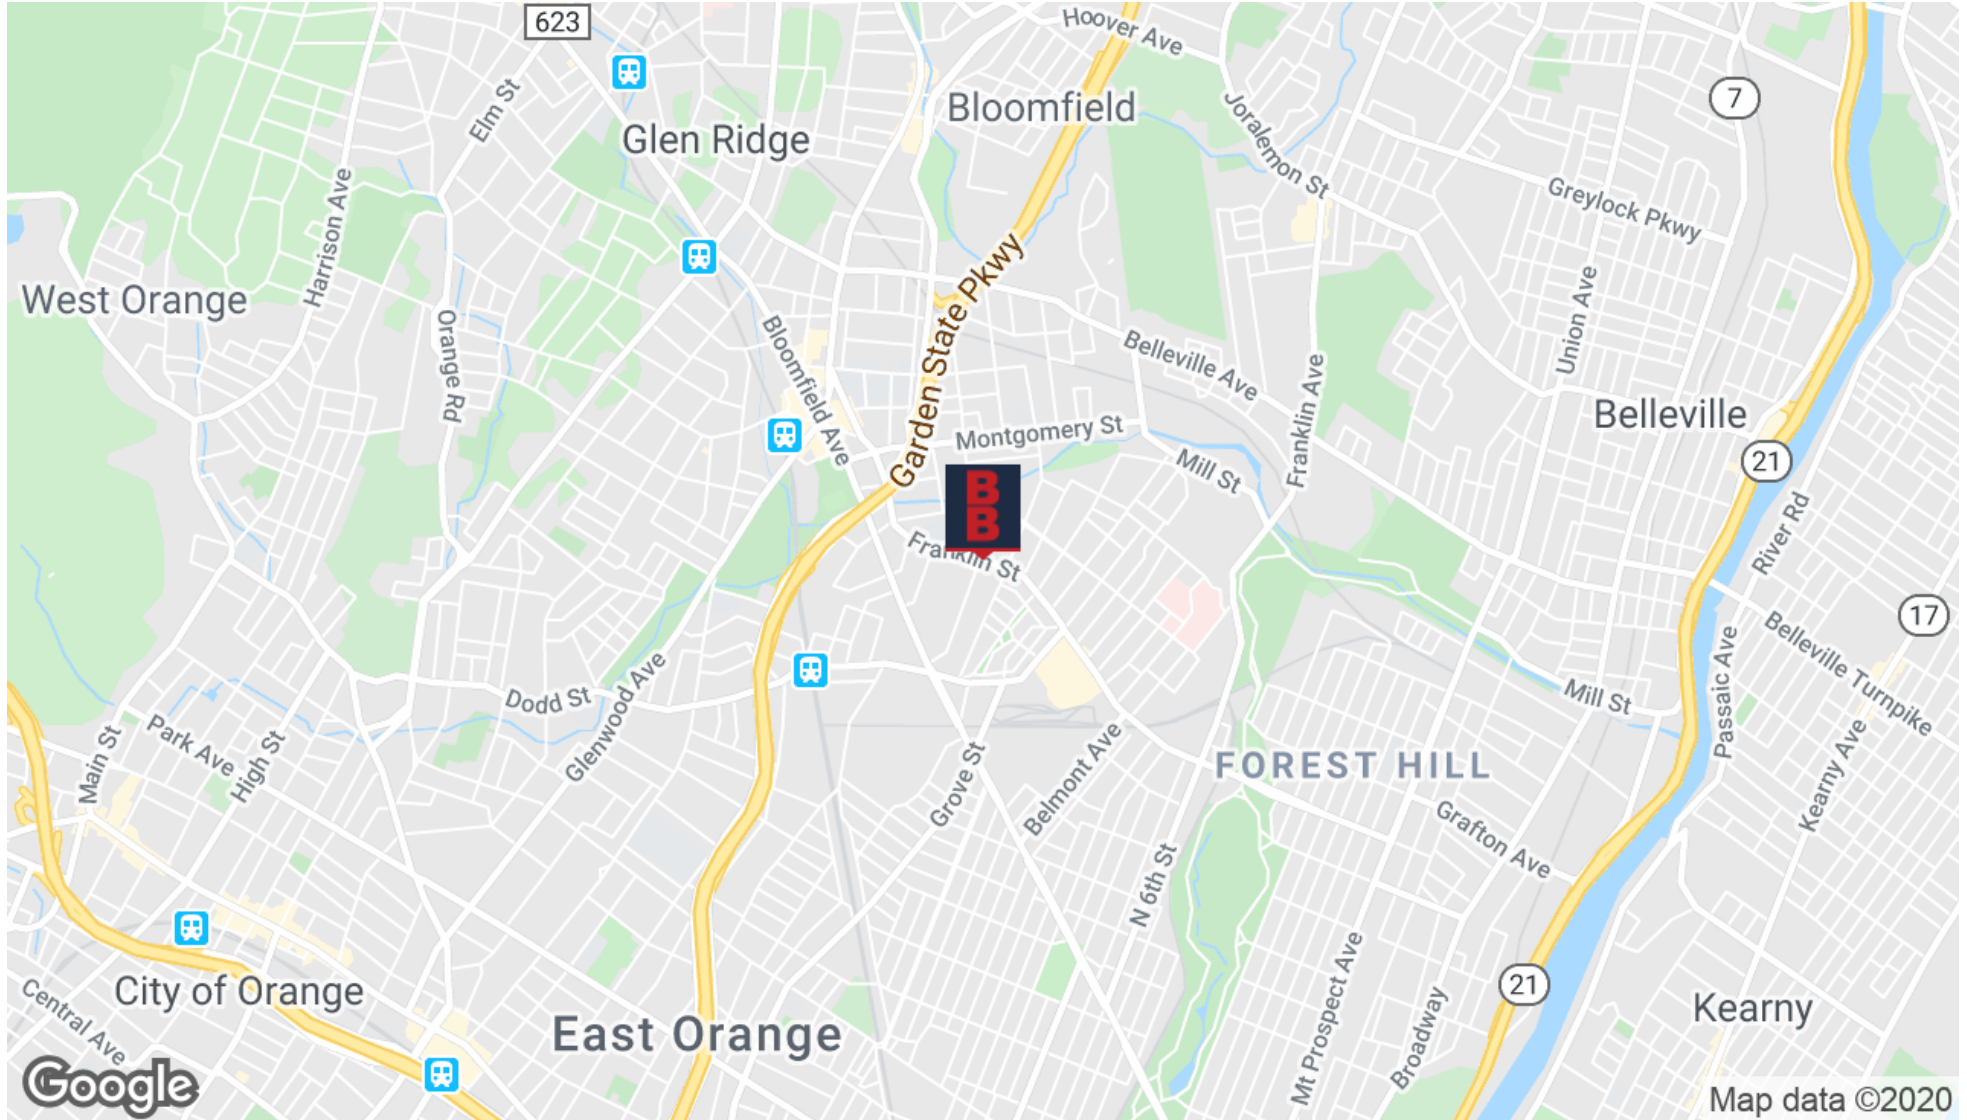 623
Hoover Ave
Elm St
Bloomfield
7
Glen Ridge
Joralemon St
Greylock Pkwy
Harrison Ave
West Orange
Garden State Pkwy
Union Ave
Orange Rd
Bloomfield Ave
Belleville Ave
Franklin Ave
Belleville
Montgomery St
Mill St
21
B
B
River Rd
Franklin St
17
Belleville Turnpike
Passaic Ave
Dodd St
Glenwood Ave
Mill St
Main St
Park Ave
High St
Grove St
Belmont Ave
FOREST HILL
Kearny Ave
Grafton Ave
N 6th St
Mt Prospect Ave
21
City of Orange
Central Ave
East Orange
Broadway
Kearny
Google
Map data ©2020